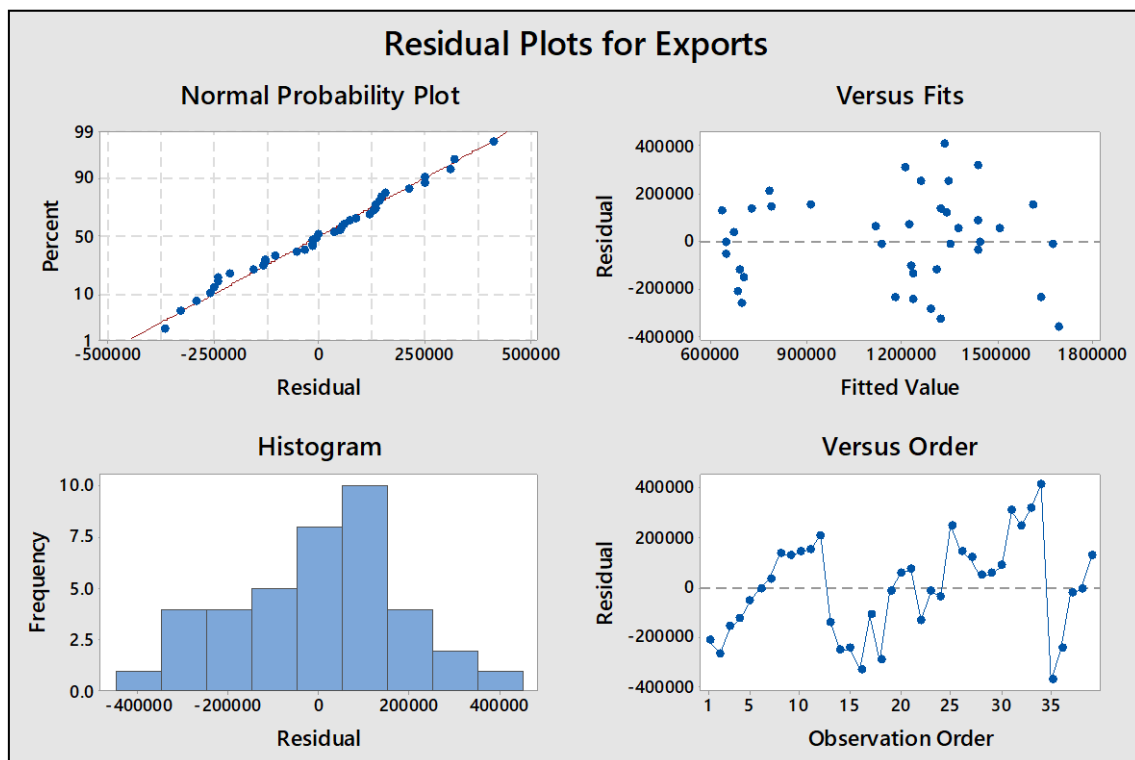 Residual Plots for Exports
Normal Probability Plot
99
90
50
10
1
Percent
-500000 -250000 0 250000 500000
Residual
Versus Fits
400000
200000
0
-200000
-400000
Residual
600000 900000 1200000 1500000 1800000
Fitted Value
Histogram
10.0
7.5
5.0
2.5
0.0
Frequency
-400000 -200000 0 200000 400000
Residual
Versus Order
400000
200000
0
-200000
-400000
Residual
1 5 10 15 20 25 30 35
Observation Order